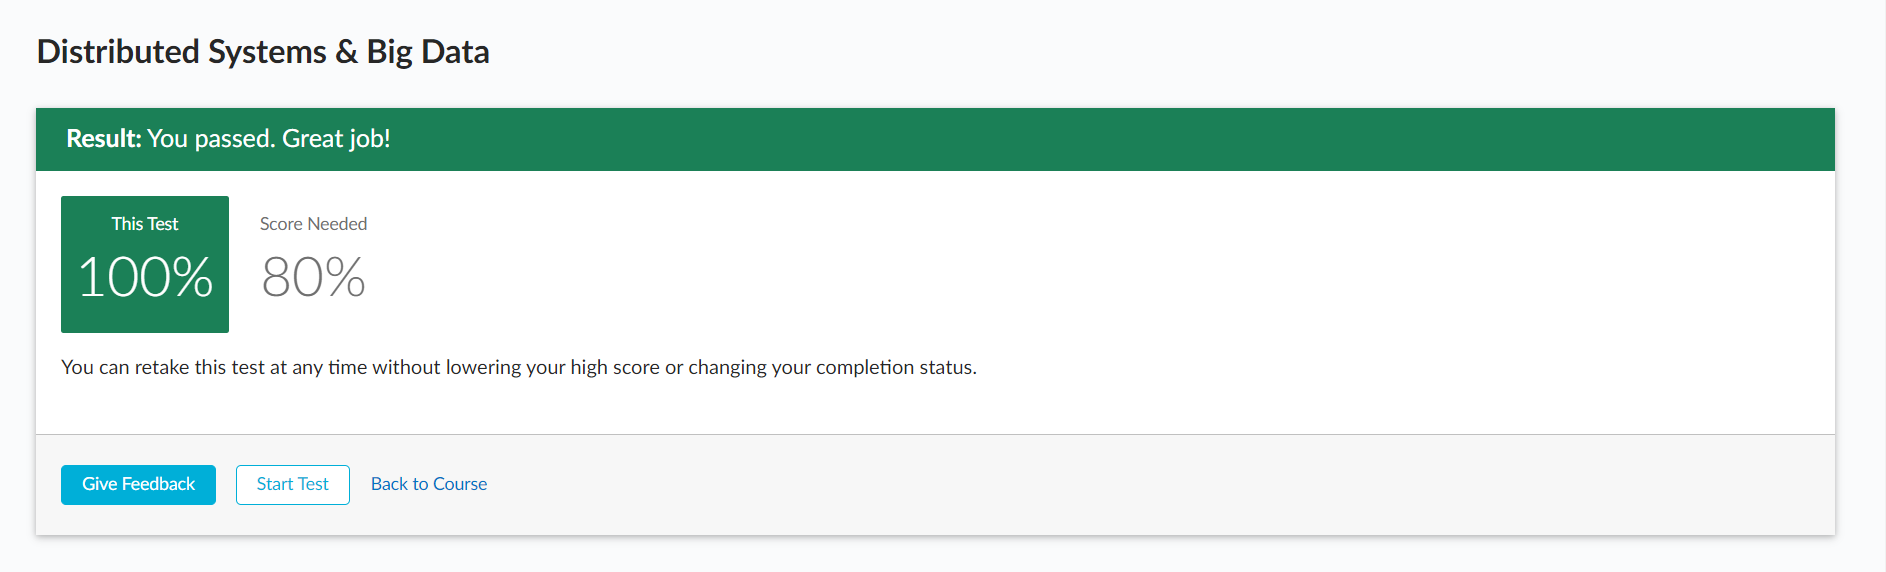 Distributed Systems & Big Data
Result: You passed. Great job!
This Test
100%
Score Needed
80%
You can retake this test at any time without lowering your high score or changing your completion status.
Give Feedback
Start Test
Back to Course